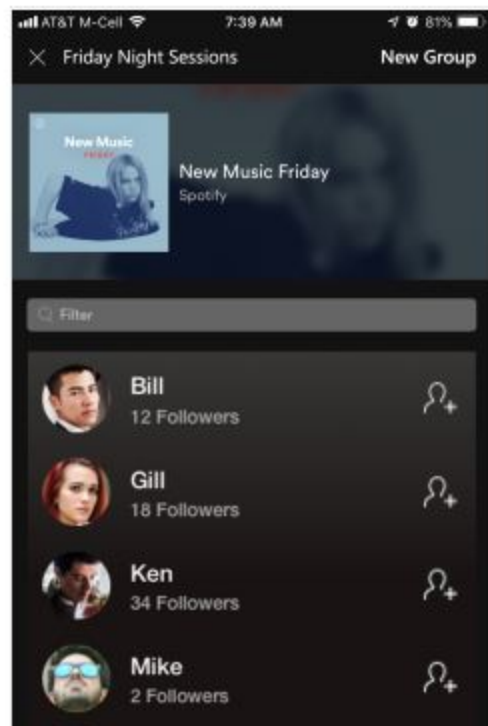 AT&T M-Cell 7:39 AM 81%
Friday Night Sessions New Group
New Music
FRIDAY
New Music Friday
Spotify
Filter
Bill
12 Followers
Gill
18 Followers
Ken
34 Followers
Mike
2 Followers